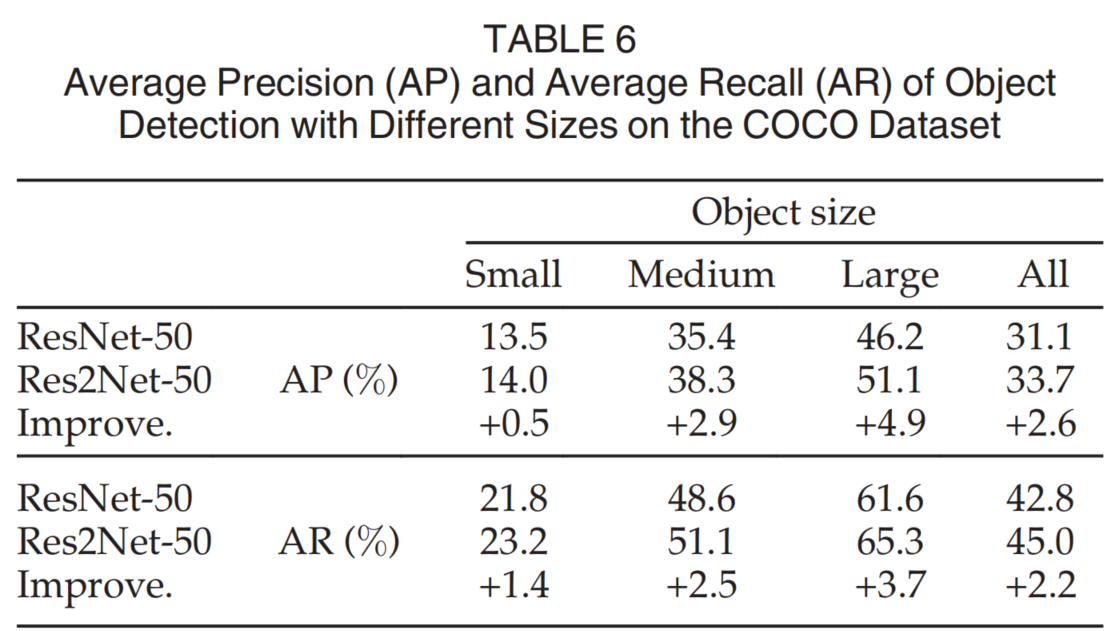 TABLE 6
Average Precision (AP) and Average Recall (AR) of Object
Detection with Different Sizes on the COCO Dataset
Object size
Small Medium Large All
ResNet-50 13.5 35.4 46.2 31.1
Res2Net-50 AP (%) 14.0 38.3 51.1 33.7
Improve. +0.5 +2.9 +4.9 +2.6
ResNet-50 21.8 48.6 61.6 42.8
Res2Net-50 AR (%) 23.2 51.1 65.3 45.0
Improve. +1.4 +2.5 +3.7 +2.2